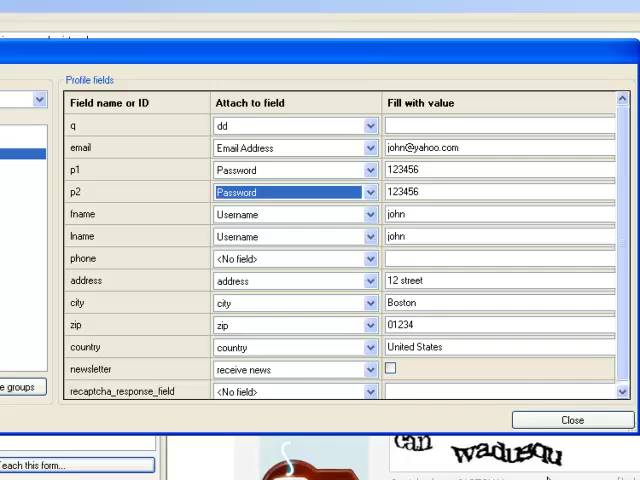 Profile fields
Field name or ID Attach to field Fill with value
q dd
email Email Address john@yahoo.com
p1 Password 123456
p2 Password 123456
fname Username john
lname Username john
phone <No field>
address address 12 street
city city Boston
zip zip 01234
country country United States
newsletter receive news
recaptcha_response_field <No field>
e groups
Close
Teach this form...
can wadusqu